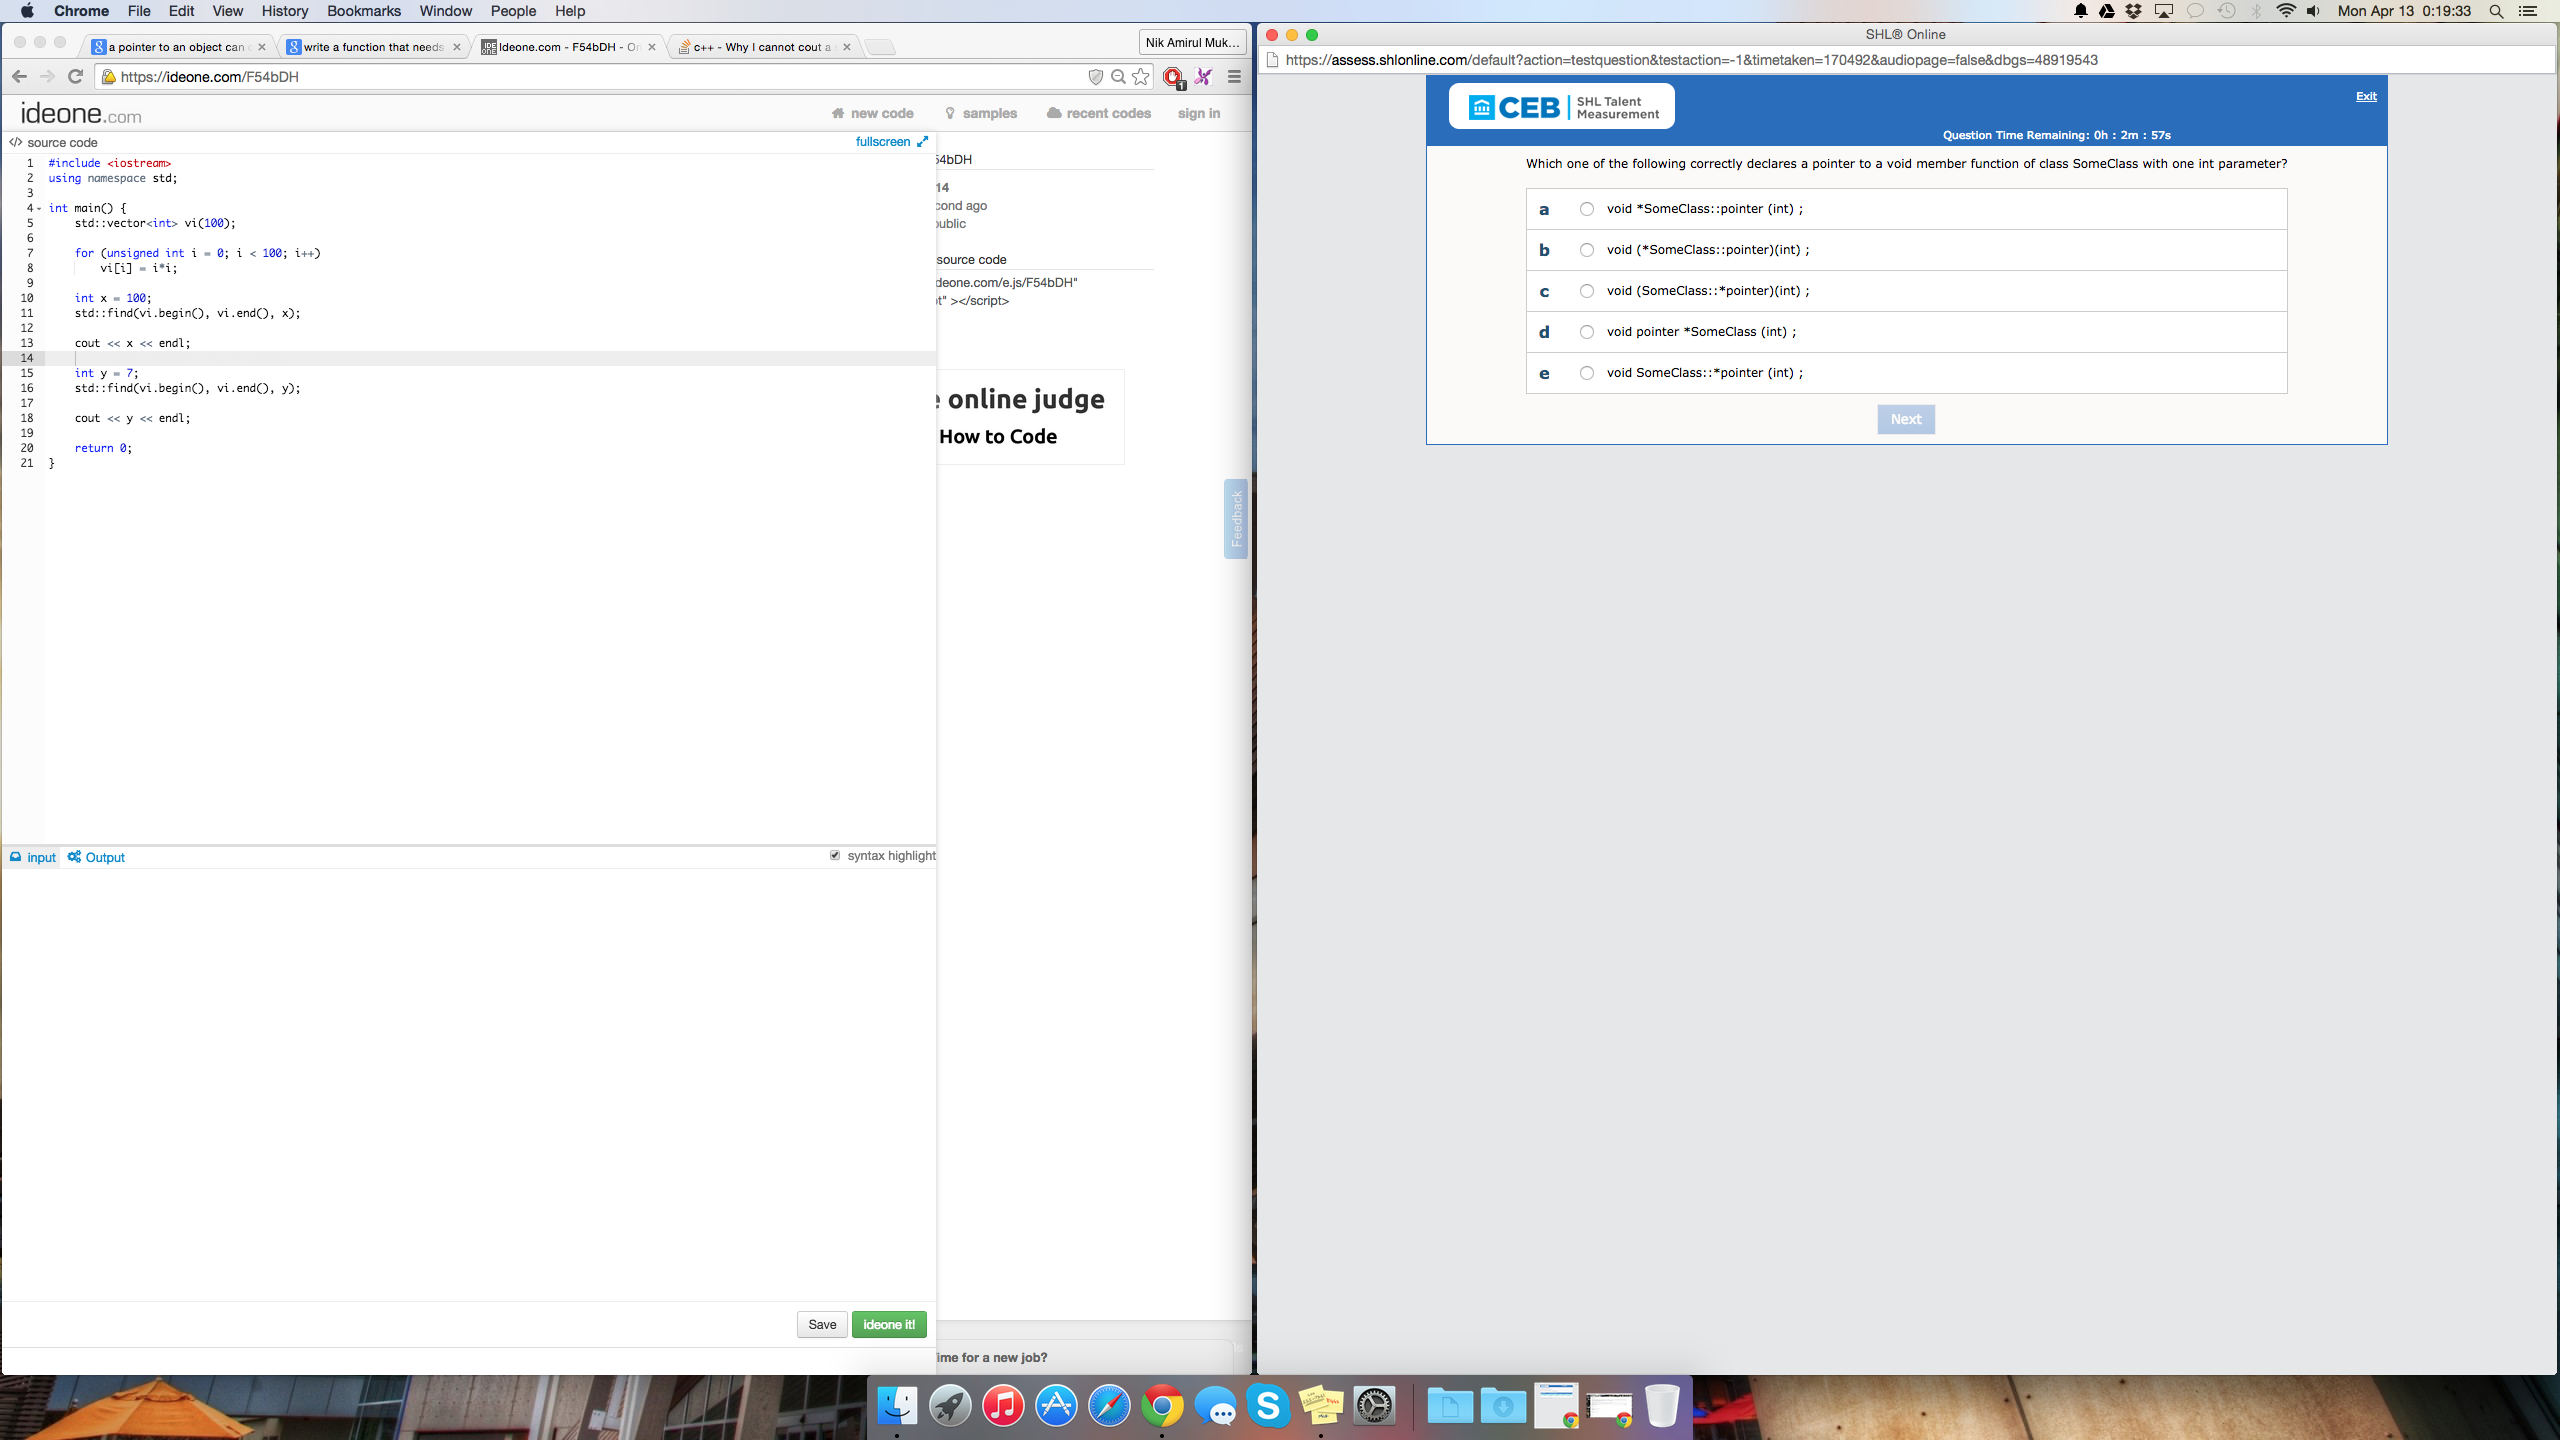 Chrome File Edit View History Bookmarks Window People Help
Mon Apr 13 0:19:33
a pointer to an object can
write a function that needs
Ideone.com - F54bDH - On
c++ - Why I cannot cout a
Nik Amirul Muk...
https://ideone.com/F54bDH
ideone.com
new code samples recent codes sign in
</> source code
fullscreen
1 #include <iostream>
2 using namespace std;
3
4 int main() {
5 std::vector<int> vi(100);
6
7 for (unsigned int i = 0; i < 100; i++)
8 vi[i] = i*i;
9
10 int x = 100;
11 std::find(vi.begin(), vi.end(), x);
12
13 cout << x << endl;
14
15 int y = 7;
16 std::find(vi.begin(), vi.end(), y);
17
18 cout << y << endl;
19
20 return 0;
21 }
54bDH
14
cond ago
public
source code
deone.com/e.js/F54bDH"
t" ></script>
e online judge
How to Code
Feedback
input Output
syntax highlight
Save ideone it!
ime for a new job?
SHL® Online
https://assess.shlonline.com/default?action=testquestion&testaction=-1&timetaken=170492&audiopage=false&dbgs=48919543
CEB SHL Talent
Measurement
Exit
Question Time Remaining: 0h : 2m : 57s
Which one of the following correctly declares a pointer to a void member function of class SomeClass with one int parameter?
a void *SomeClass::pointer (int) ;
b void (*SomeClass::pointer)(int) ;
c void (SomeClass::*pointer)(int) ;
d void pointer *SomeClass (int) ;
e void SomeClass::*pointer (int) ;
Next